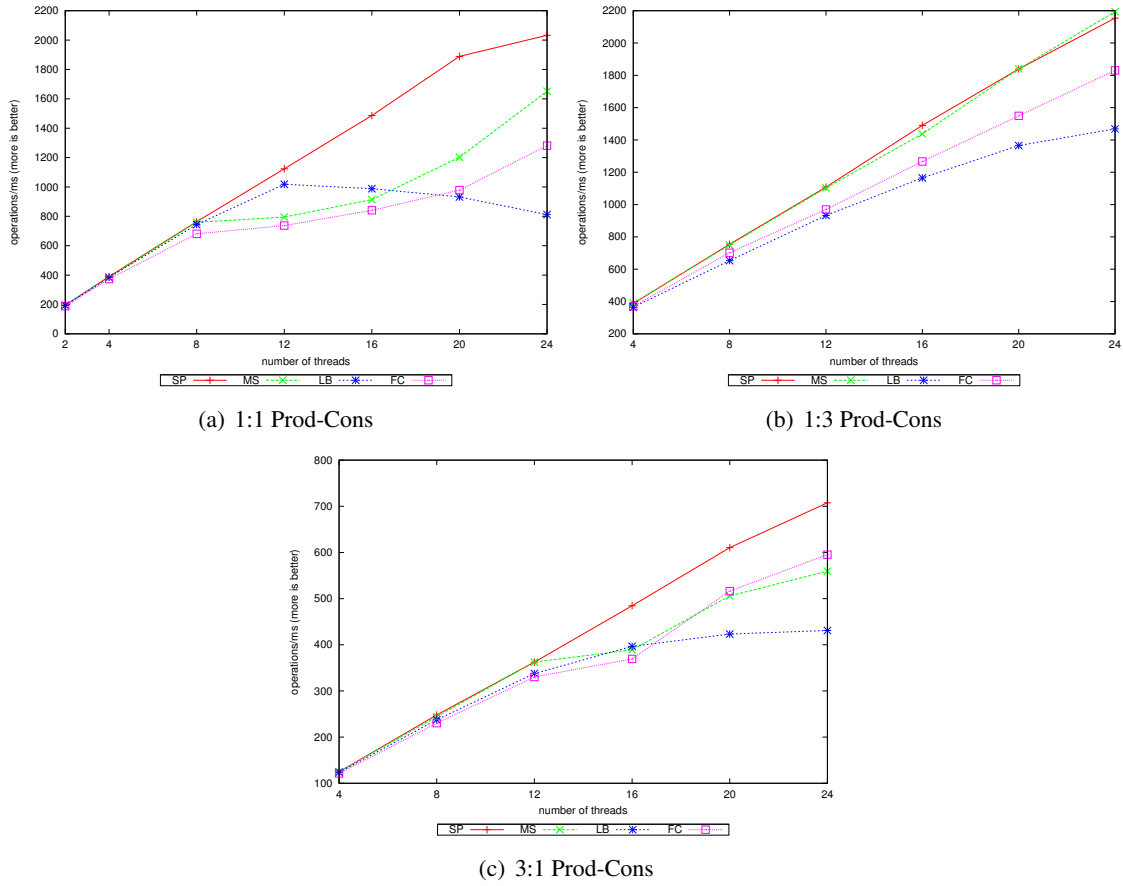 2200
2000
1800
1600
1400
1200
1000
800
600
400
200
0
operations/ms (more is better)
2 4 8 12 16 20 24
number of threads
SP MS LB FC
(a) 1:1 Prod-Cons
2200
2000
1800
1600
1400
1200
1000
800
600
400
200
operations/ms (more is better)
4 8 12 16 20 24
number of threads
SP MS LB FC
(b) 1:3 Prod-Cons
800
700
600
500
400
300
200
100
operations/ms (more is better)
4 8 12 16 20 24
number of threads
SP MS LB FC
(c) 3:1 Prod-Cons